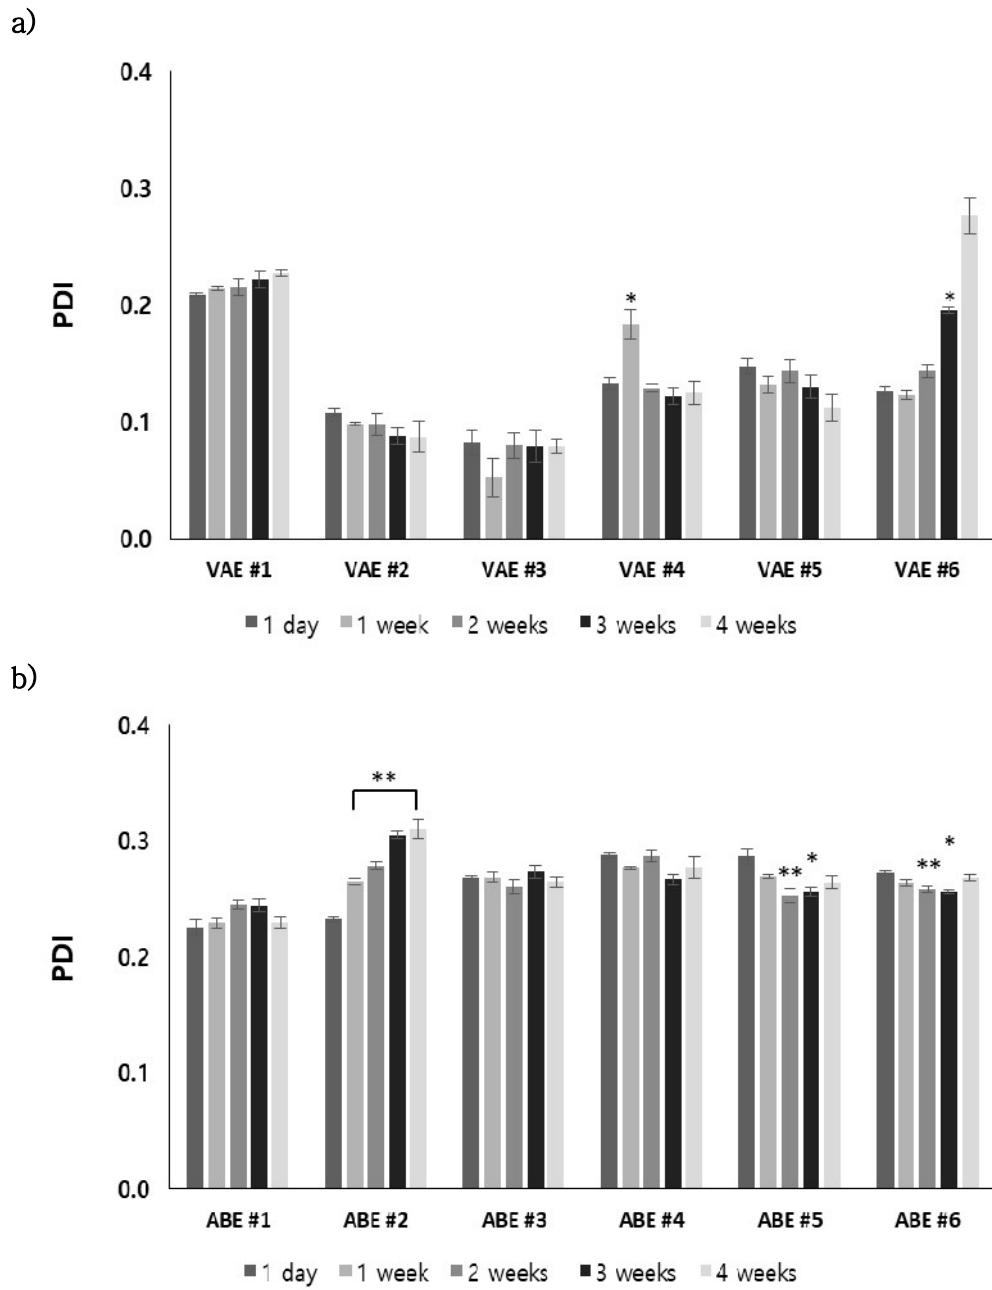 a)
0.4
0.3
*
*
0.2
PDI
0.1
0.0
VAE #1 VAE #2 VAE #3 VAE #4 VAE #5 VAE #6
1 day 1 week 2 weeks 3 weeks 4 weeks
b)
0.4
**
0.3
** * ** *
0.2
PDI
0.1
0.0
ABE #1 ABE #2 ABE #3 ABE #4 ABE #5 ABE #6
1 day 1 week 2 weeks 3 weeks 4 weeks